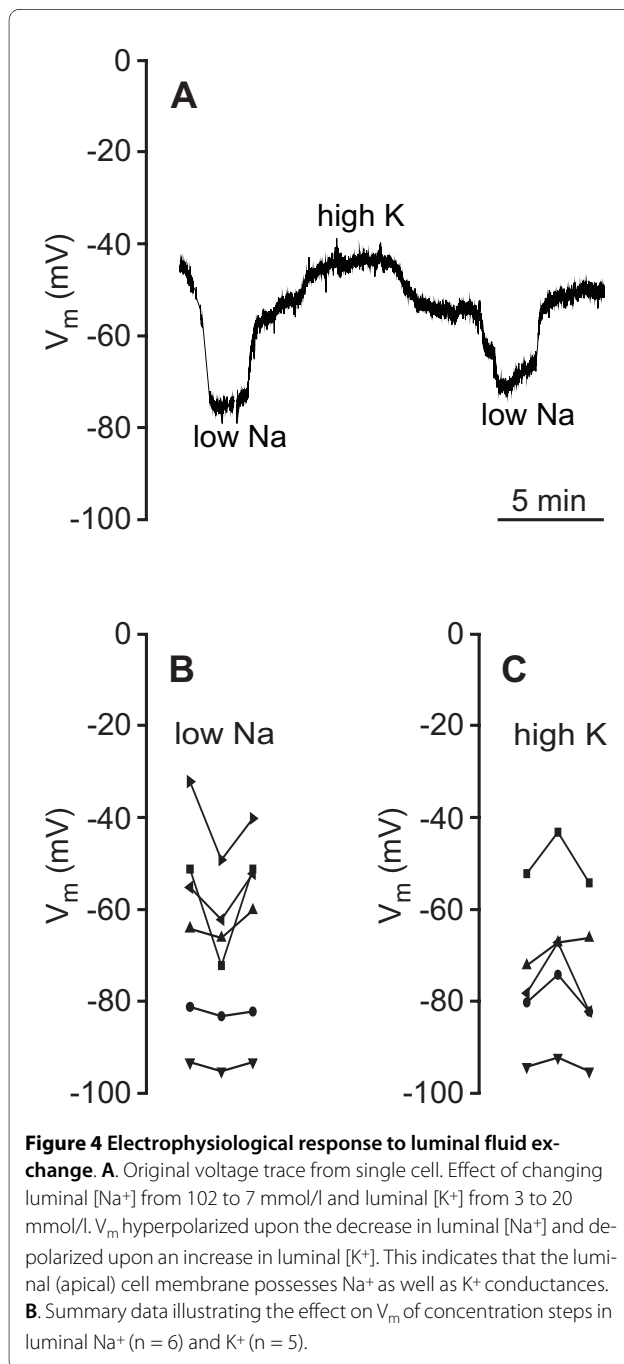 0
-20
-40
-60
-80
-100
V_m (mV)
A
high K
low Na
low Na
5 min
0
-20
-40
-60
-80
-100
V_m (mV)
B
low Na
0
-20
-40
-60
-80
-100
V_m (mV)
C
high K
Figure 4 Electrophysiological response to luminal fluid ex-
change. A. Original voltage trace from single cell. Effect of changing
luminal [Na⁺] from 102 to 7 mmol/l and luminal [K⁺] from 3 to 20
mmol/l. V_m hyperpolarized upon the decrease in luminal [Na⁺] and de-
polarized upon an increase in luminal [K⁺]. This indicates that the lumi-
nal (apical) cell membrane possesses Na⁺ as well as K⁺ conductances.
B. Summary data illustrating the effect on V_m of concentration steps in
luminal Na⁺ (n = 6) and K⁺ (n = 5).